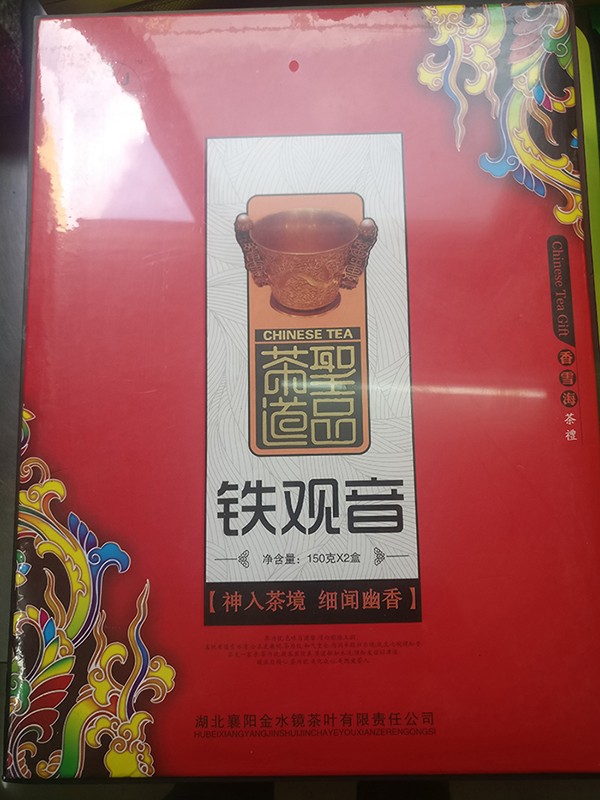 CHINESE TEA
茶道
聖品
铁观音
净含量：150克X2盒
【神入茶境 细闻幽香】
Chinese Tea Gift
香雪海茶禮
湖北襄阳金水镜茶叶有限责任公司
HUBEIXIANGYANGJINSHUIJINCHAYEYOUXIANZERENGONGSI